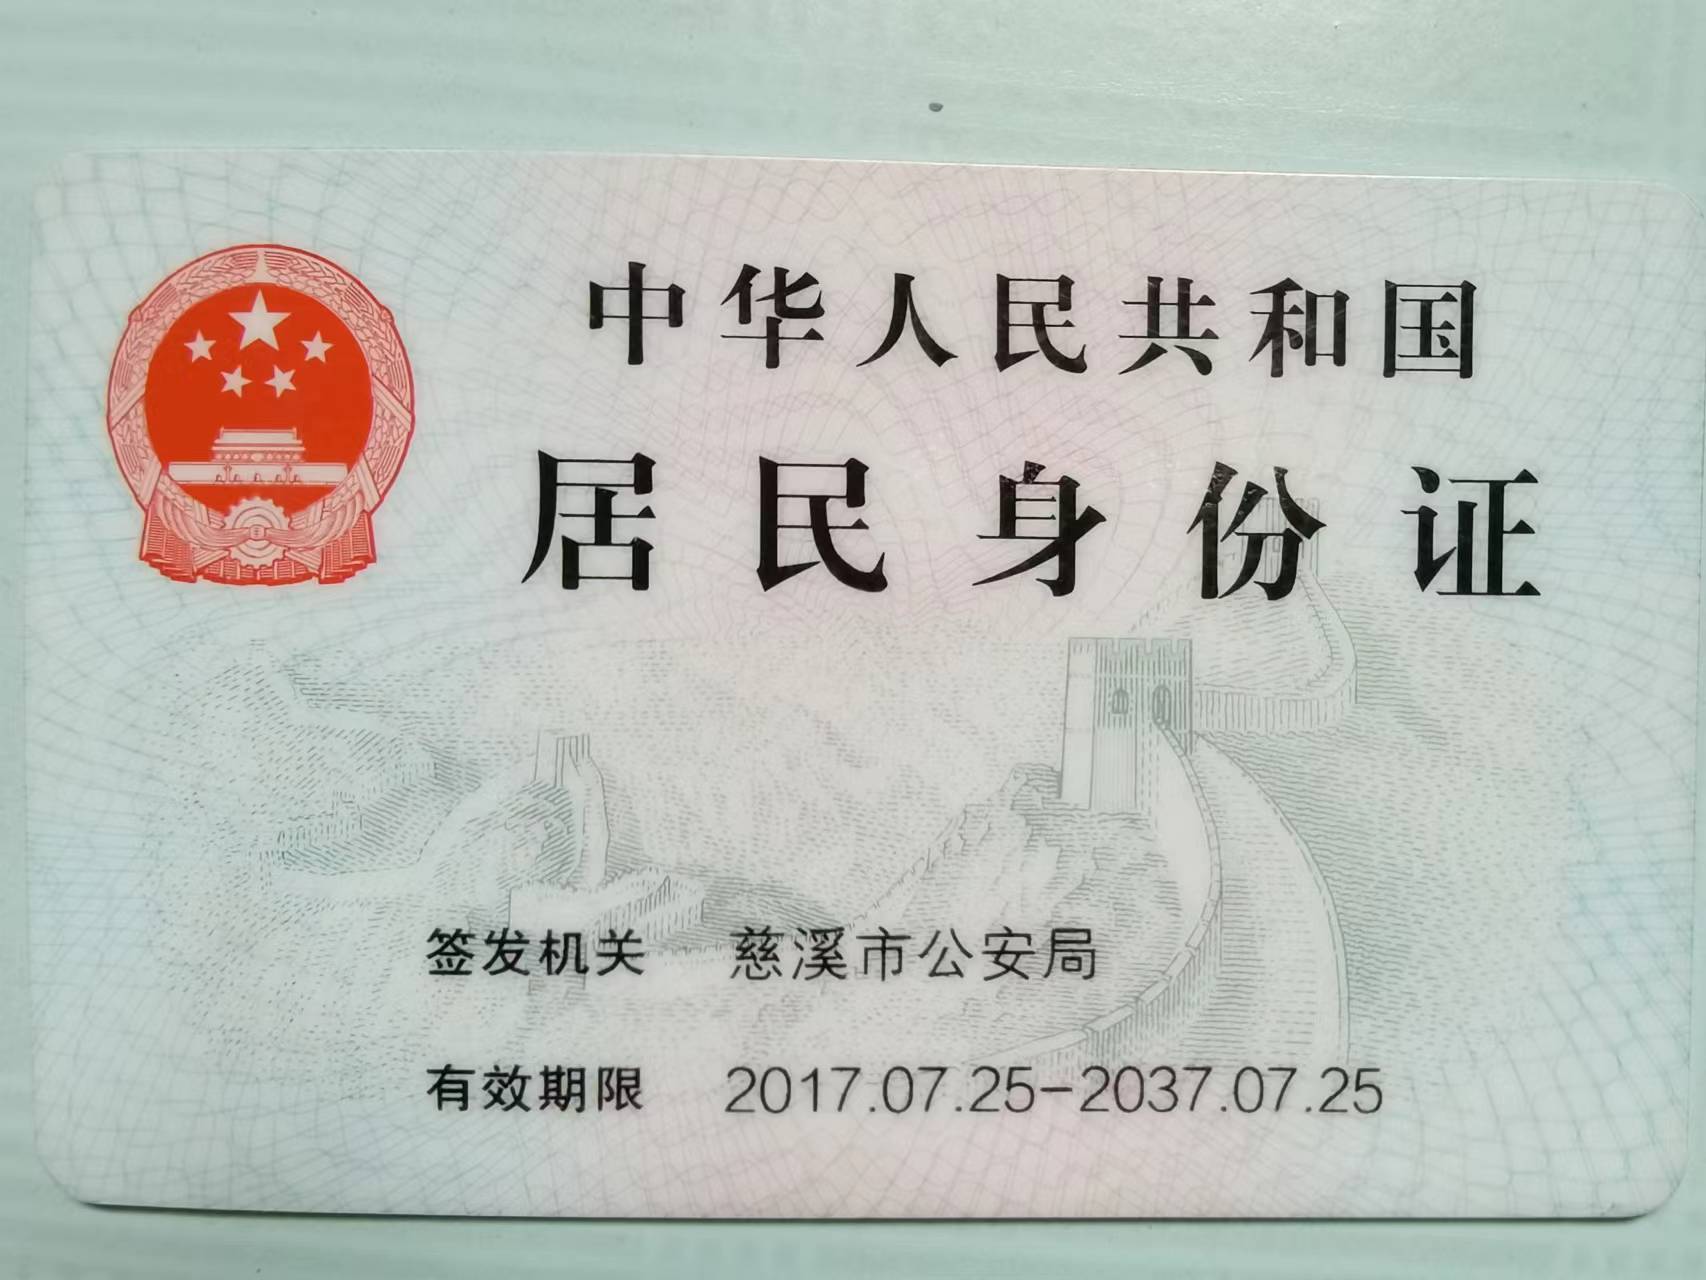 中华人民共和国
居民身份证
签发机关 慈溪市公安局
有效期限 2017.07.25-2037.07.25